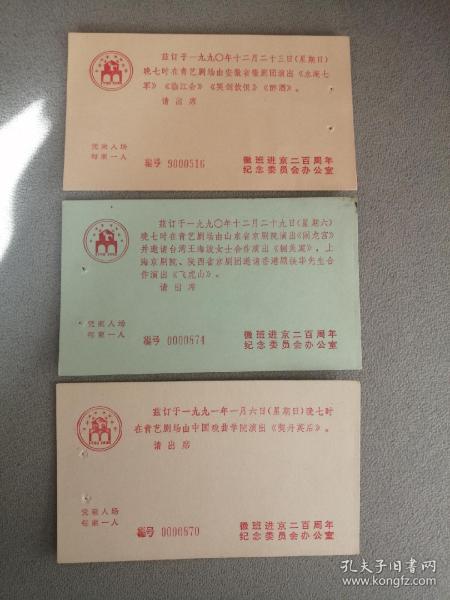 兹订于一九九〇年十二月二十三日(星期日)
晚七时在青艺剧场由安徽省徽剧团演出《水淹七
军》《临江会》《哭剑饮恨》《醉酒》。
请出席
凭柬入场
每柬一人
编号 9000516
徽班进京二百周年
纪念委员会办公室
兹订于一九九〇年十二月二十九日(星期六)
晚七时在青艺剧场由山东省京剧院演出《回龙宫》
并邀请台湾王海波女士合作演出《铡美案》,上
海京剧院、陕西省京剧团邀请香港
先生合
作演出《飞虎山》。
请出席
凭柬入场
每柬一人
编号 0000874
徽班进京二百周年
纪念委员会办公室
兹订于一九九一年一月六日(星期日)晚七时
在青艺剧场由中国戏曲学院演出《契丹英后》。
请出席
凭柬入场
每柬一人
编号 0000870
徽班进京二百周年
纪念委员会办公室
孔夫子旧书网
www.kongfz.com